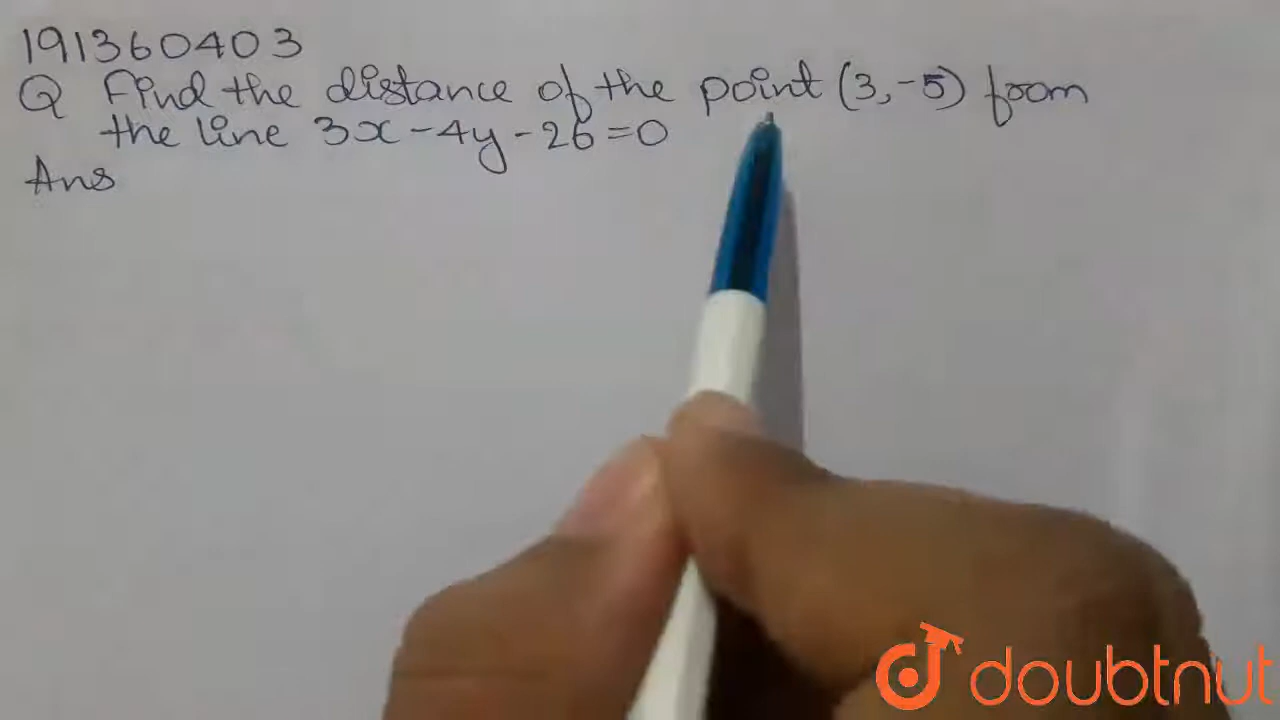 191360403
Q Find the distance of the point (3,-5) from
the line 3x-4y-26=0
Ans
doubtnut